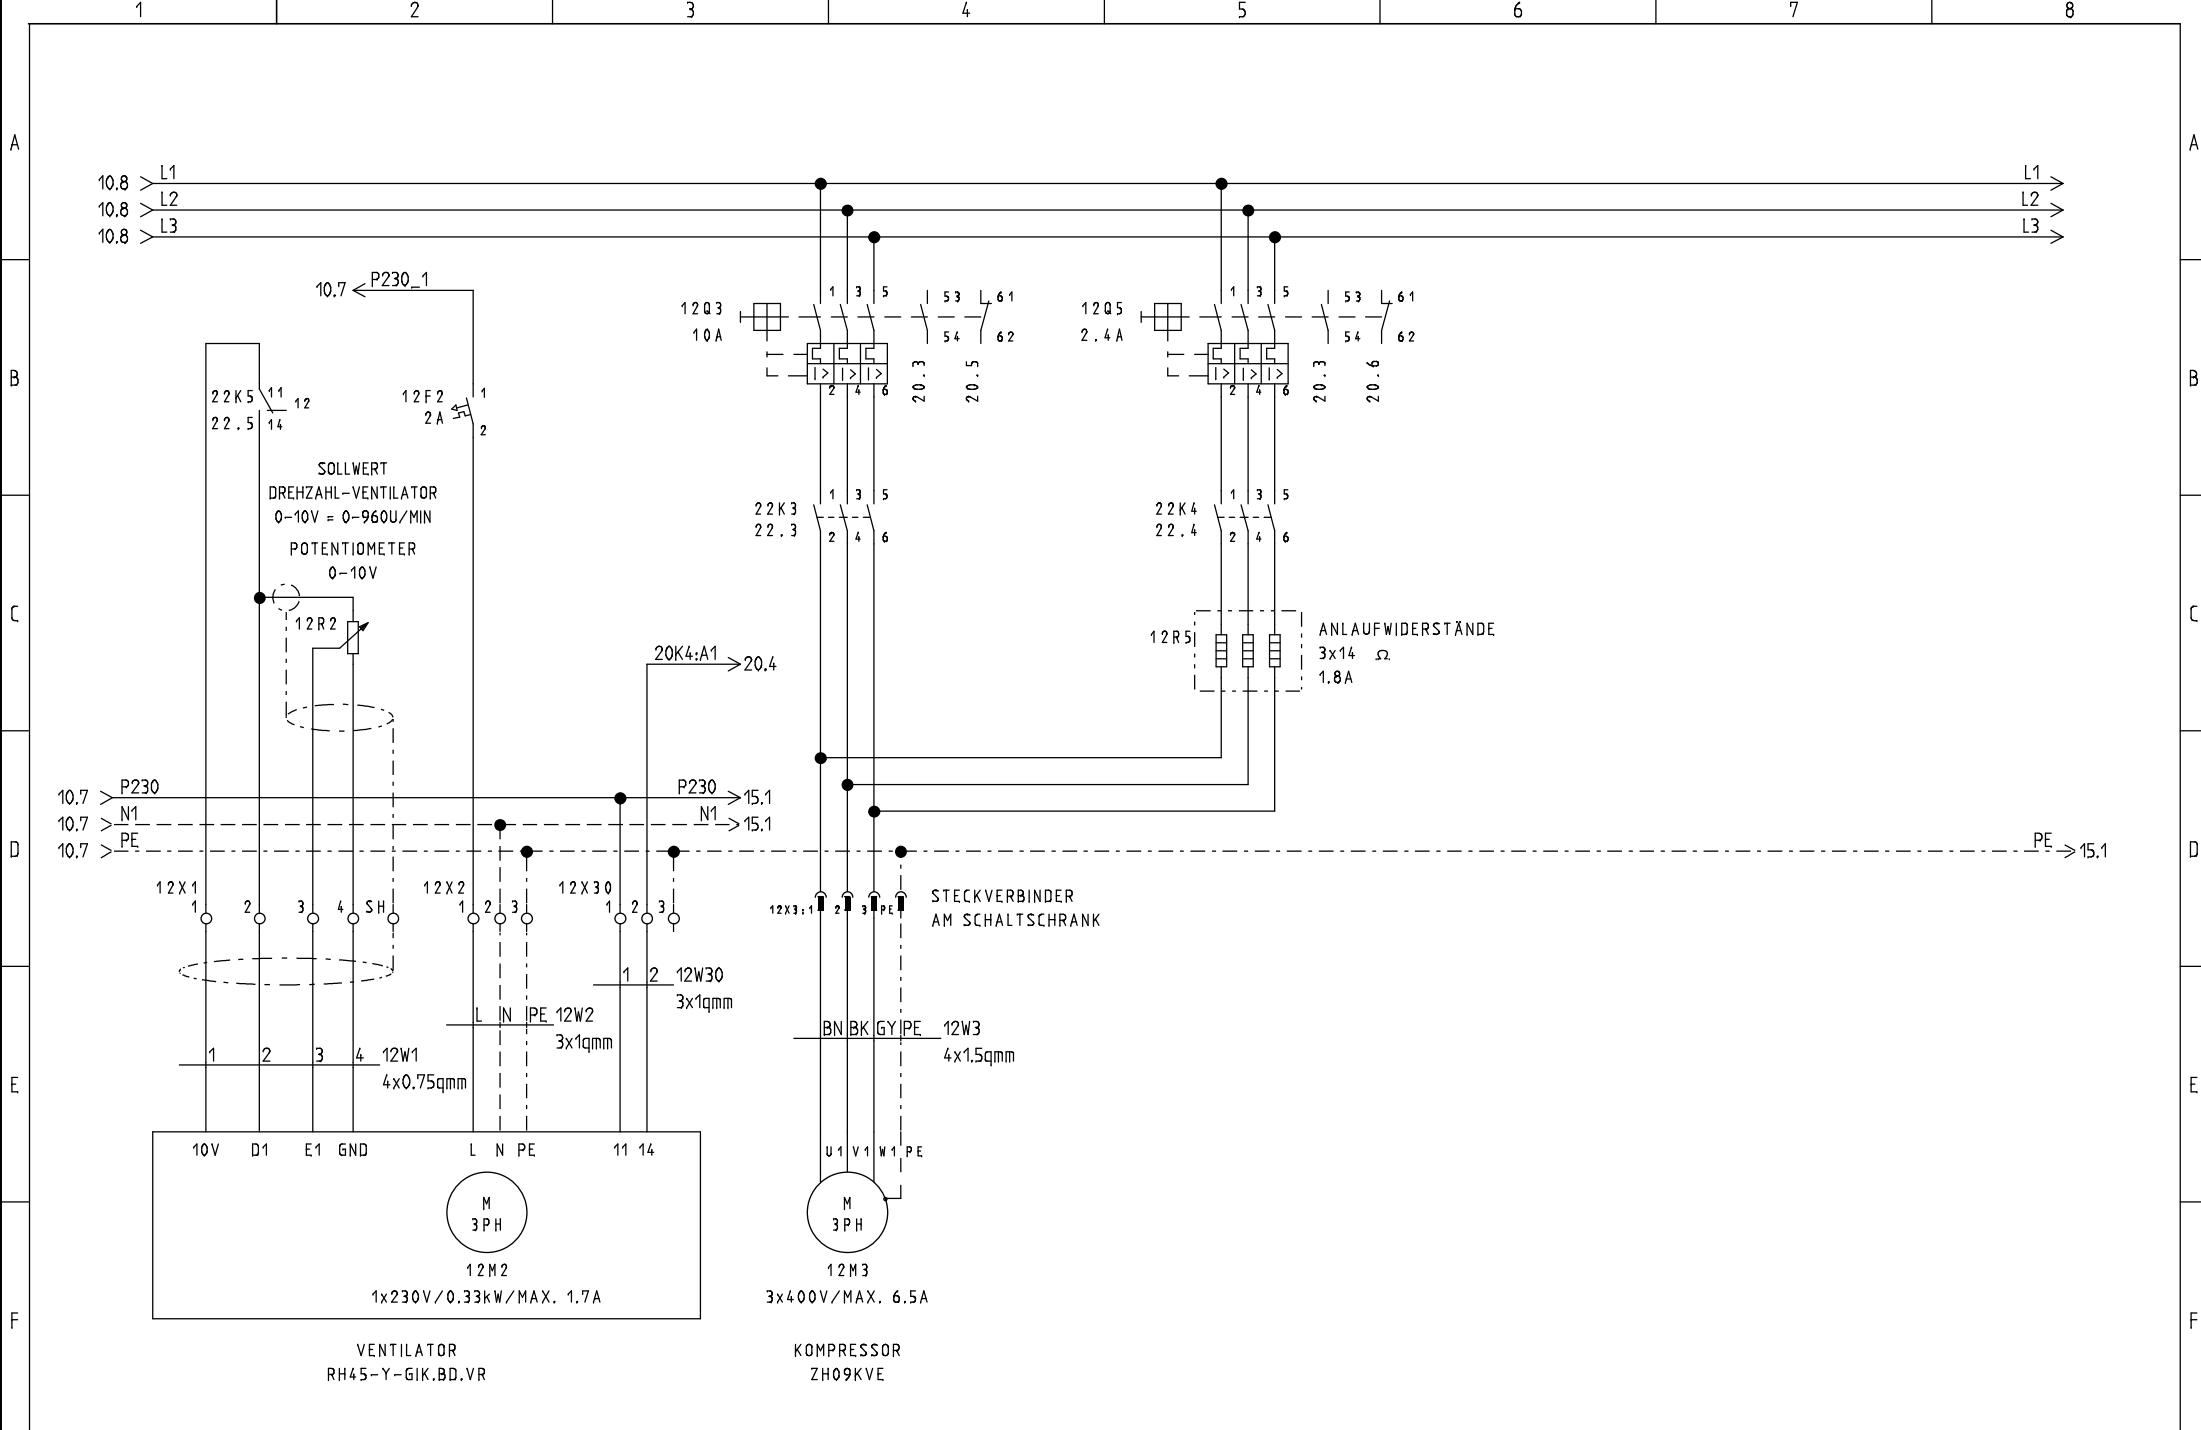 1 2 3 4 5 6 7 8
A A
10.8 L1 L1
10.8 L2 L2
10.8 L3 L3
10.7 P230_1
12Q3 1 3 5 53 61
10A 54 62
2 4 6 20.3 20.5
12Q5 1 3 5 53 61
2.4A 54 62
2 4 6 20.3 20.6
B B
22K5 11 12
22.5 14
12F2 1
2A 2
SOLLWERT
DREHZAHL-VENTILATOR
0-10V = 0-960U/MIN
POTENTIOMETER
0-10V
22K3 1 3 5
22.3 2 4 6
22K4 1 3 5
22.4 2 4 6
C C
12R2
12R5
ANLAUFWIDERSTÄNDE
3x14 Ω
1.8A
20K4:A1 20.4
10.7 P230 P230 15.1
10.7 N1 N1 15.1
10.7 PE PE 15.1
D D
12X1 1 2 3 4 SH
12X2 1 2 3
12X30 1 2 3
12X3:1 2 3 PE
STECKVERBINDER
AM SCHALTSCHRANK
1 2 12W30
3x1qmm
L N PE 12W2
3x1qmm
BN BK GY PE 12W3
4x1.5qmm
1 2 3 4 12W1
4x0.75qmm
E E
10V D1 E1 GND L N PE 11 14
U1 V1 W1 PE
M
3PH
12M2
1x230V/0.33kW/MAX. 1.7A
M
3PH
12M3
3x400V/MAX. 6.5A
F F
VENTILATOR
RH45-Y-GIK.BD.VR
KOMPRESSOR
ZH09KVE